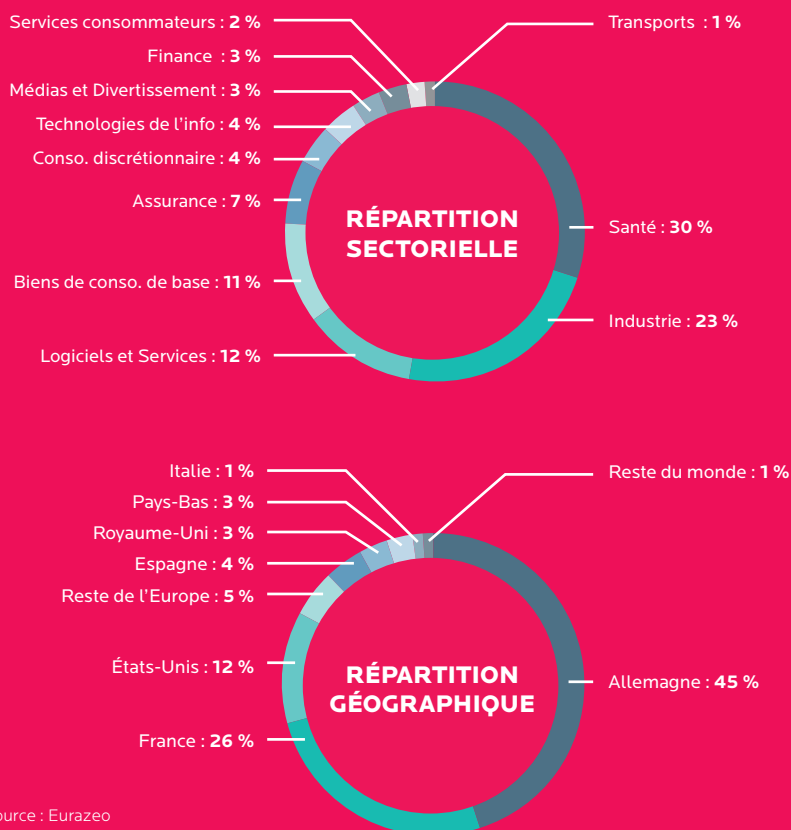 Services consommateurs : 2 %
Finance : 3 %
Médias et Divertissement : 3 %
Technologies de l'info : 4 %
Conso. discrétionnaire : 4 %
Assurance : 7 %
Biens de conso. de base : 11 %
Logiciels et Services : 12 %
Transports : 1 %
Santé : 30 %
Industrie : 23 %
RÉPARTITION
SECTORIELLE
Italie : 1 %
Pays-Bas : 3 %
Royaume-Uni : 3 %
Espagne : 4 %
Reste de l'Europe : 5 %
États-Unis : 12 %
France : 26 %
Reste du monde : 1 %
Allemagne : 45 %
RÉPARTITION
GÉOGRAPHIQUE
ource : Eurazeo